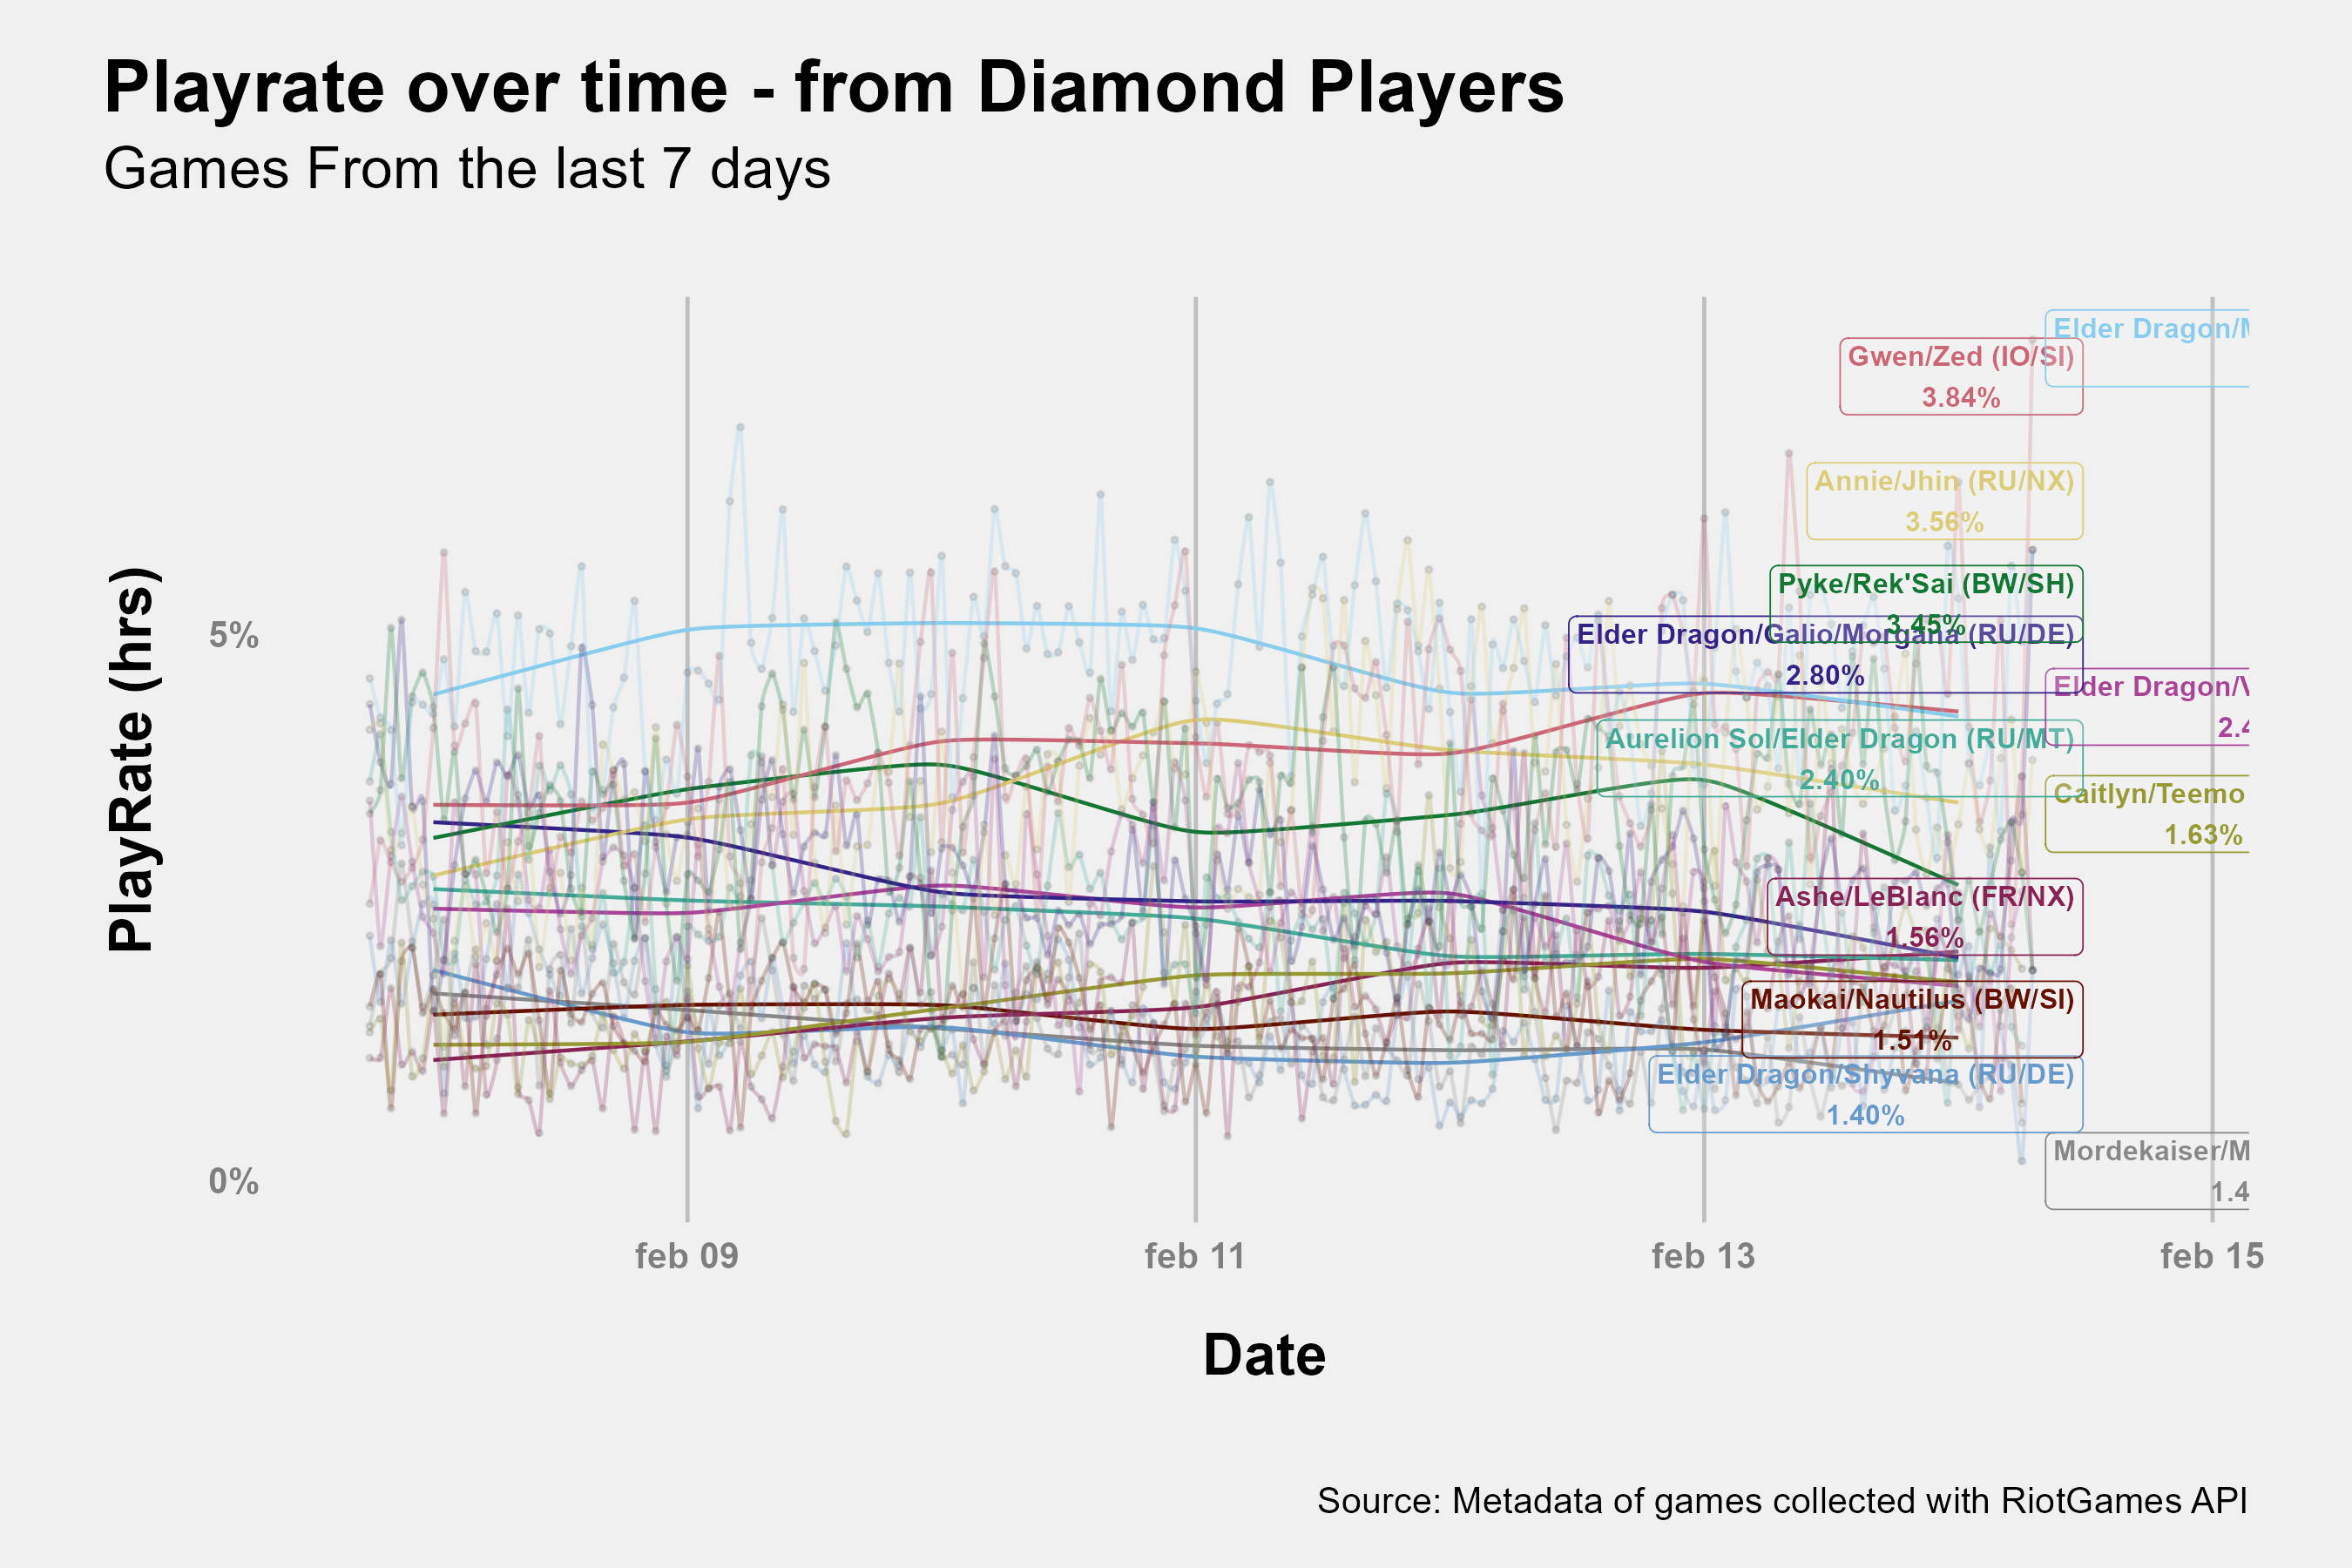 Playrate over time - from Diamond Players
Games From the last 7 days
PlayRate (hrs)
5%
0%
Elder Dragon/
Gwen/Zed (IO/SI)
3.84%
Annie/Jhin (RU/NX)
3.56%
Pyke/Rek'Sai (BW/SH)
3.45%
Elder Dragon/Galio/Morgana (RU/DE)
2.80%
Elder Dragon/
2.4
Aurelion Sol/Elder Dragon (RU/MT)
2.40%
Caitlyn/Teemo
1.63%
Ashe/LeBlanc (FR/NX)
1.56%
Maokai/Nautilus (BW/SI)
1.51%
Elder Dragon/Shyvana (RU/DE)
1.40%
Mordekaiser/M
1.4
feb 09
feb 11
feb 13
feb 15
Date
Source: Metadata of games collected with RiotGames API